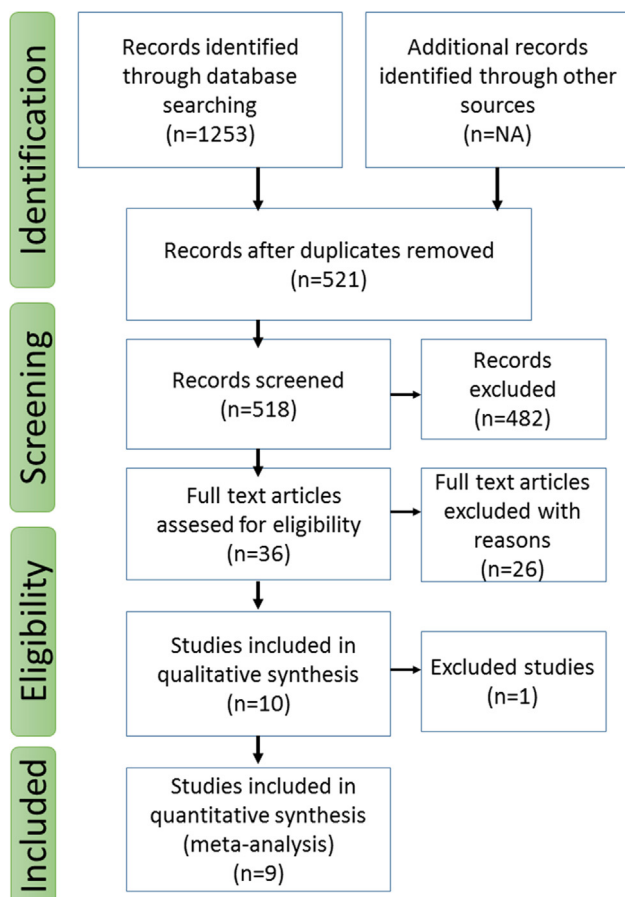 Identification
Records identified
through database
searching
(n=1253)
Additional records
identified through other
sources
(n=NA)
Records after duplicates removed
(n=521)
Screening
Records screened
(n=518)
Records
excluded
(n=482)
Full text articles
assesed for eligibility
(n=36)
Full text articles
excluded with
reasons
(n=26)
Eligibility
Studies included in
qualitative synthesis
(n=10)
Excluded studies
(n=1)
Included
Studies included in
quantitative synthesis
(meta-analysis)
(n=9)